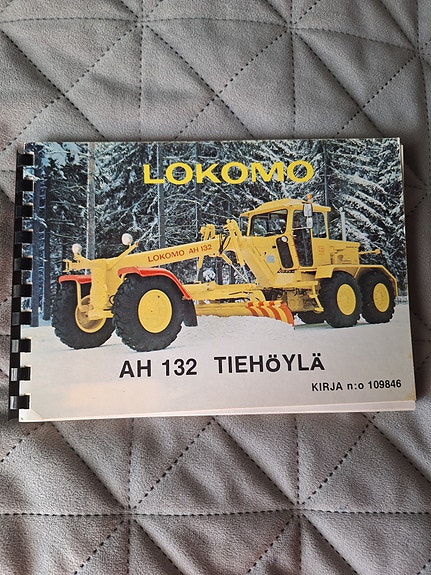 LOKOMO
LOKOMO AH 132
AH 132 TIEHÖYLÄ
KIRJA n:o 109846